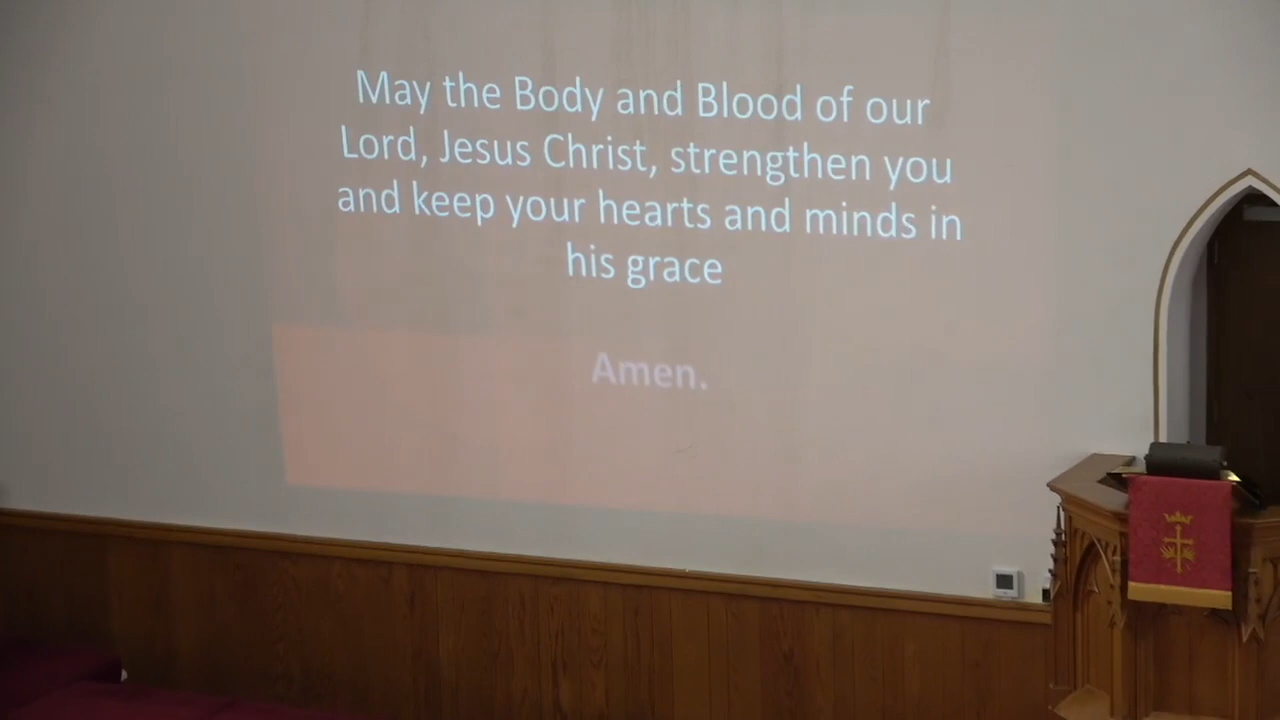 May the Body and Blood of our
Lord, Jesus Christ, strengthen you
and keep your hearts and minds in
his grace
Amen.